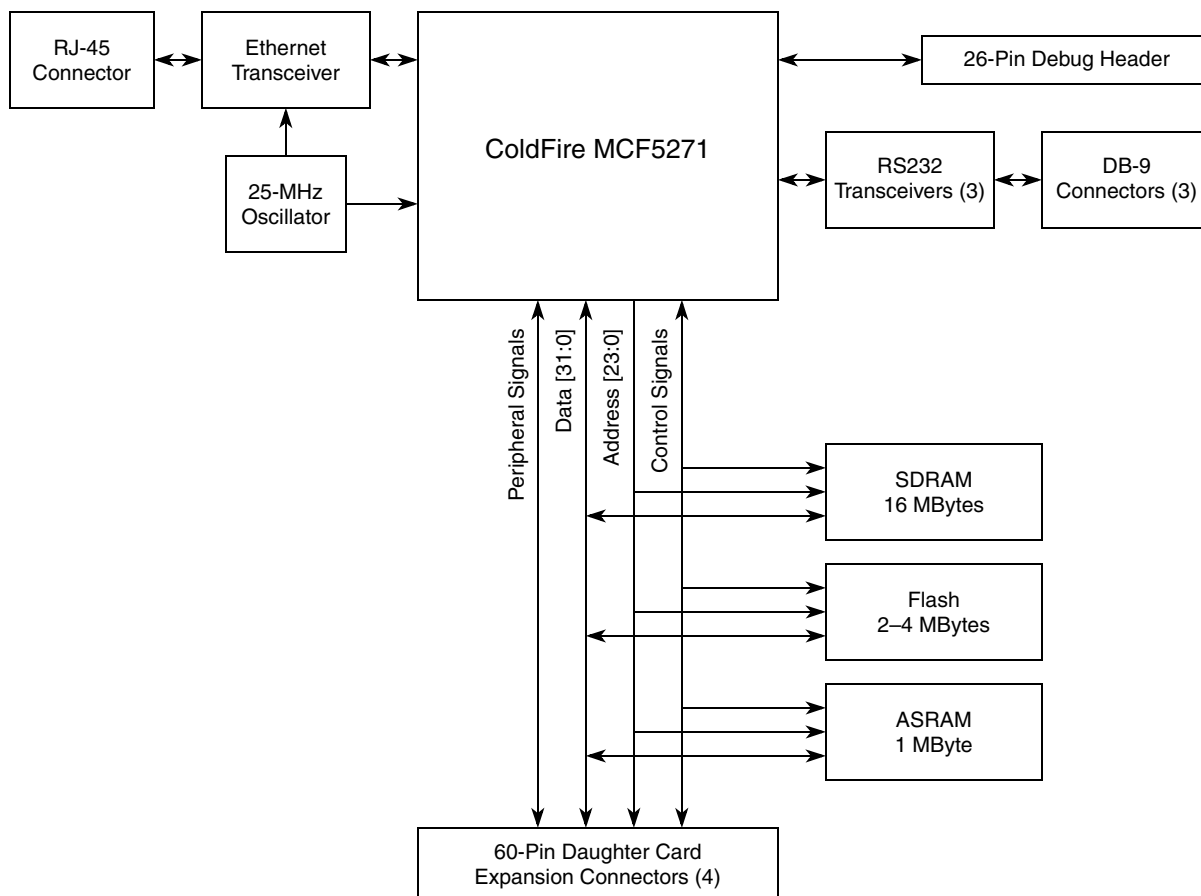 RJ-45
Connector
Ethernet
Transceiver
25-MHz
Oscillator
ColdFire MCF5271
26-Pin Debug Header
RS232
Transceivers (3)
DB-9
Connectors (3)
Peripheral Signals
Data [31:0]
Address [23:0]
Control Signals
SDRAM
16 MBytes
Flash
2–4 MBytes
ASRAM
1 MByte
60-Pin Daughter Card
Expansion Connectors (4)